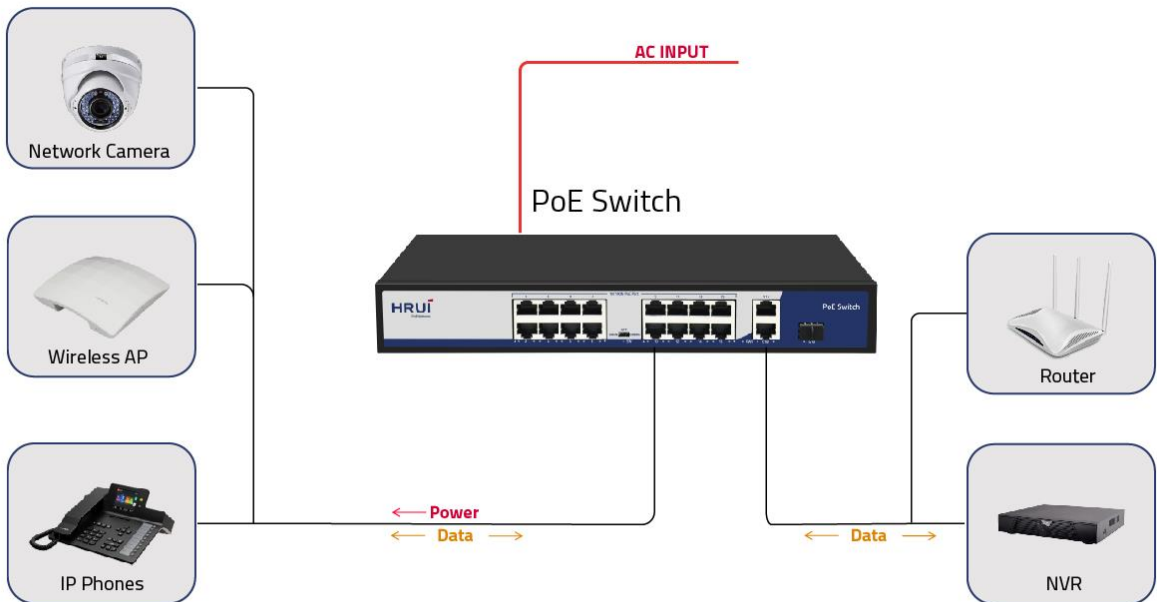 AC INPUT
Network Camera
PoE Switch
HRUI
PoE Switch
Wireless AP
Router
Power
Data
Data
IP Phones
NVR